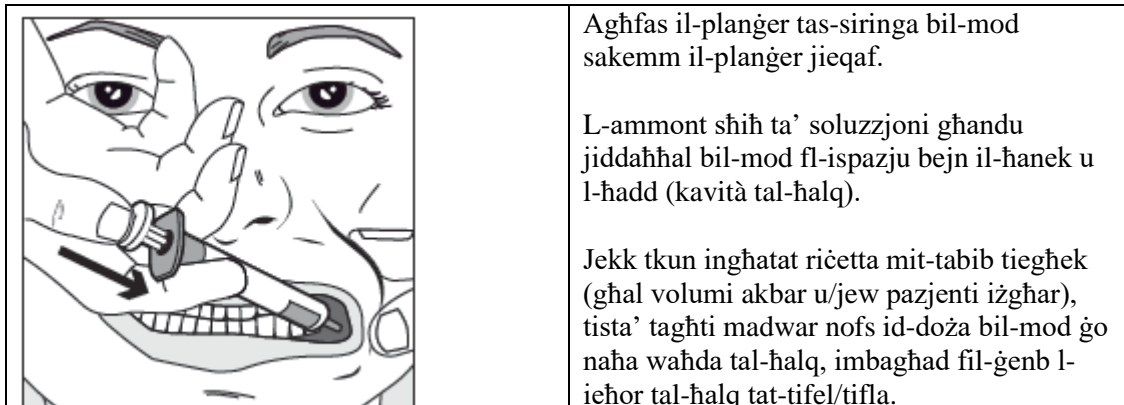 Agħfas il-planġer tas-siringa bil-mod
sakemm il-planġer jieqaf.
L-ammont sħiħ ta’ soluzzjoni għandu
jiddaħħal bil-mod fl-ispazju bejn il-ħanek u
l-ħadd (kavità tal-ħalq).
Jekk tkun ingħatat riċetta mit-tabib tiegħek
(għal volumi akbar u/jew pazjenti iżgħar),
tista’ tagħti madwar nofs id-doża bil-mod ġo
naħa waħda tal-ħalq, imbagħad fil-ġenb l-
ieħor tal-ħalq tat-tifel/tifla.